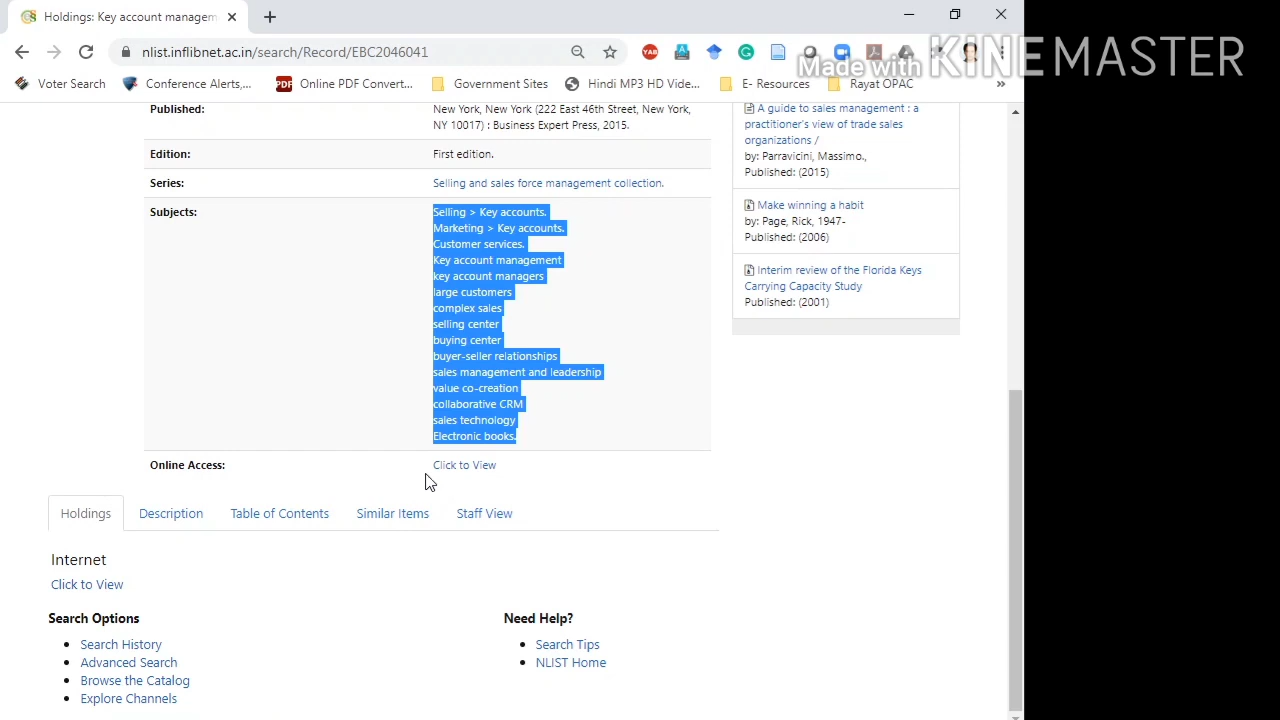 Holdings: Key account managem
nlist.inflibnet.ac.in/search/Record/EBC2046041
Made with KINEMASTER
Voter Search
Conference Alerts,...
PDF
Online PDF Convert...
Government Sites
Hindi MP3 HD Vide...
E- Resources
Rayat OPAC
»
Published:
New York, New York (222 East 46th Street, New York,
NY 10017) : Business Expert Press, 2015.
Edition:
First edition.
Series:
Selling and sales force management collection.
Subjects:
Selling > Key accounts.
Marketing > Key accounts.
Customer services.
Key account management
key account managers
large customers
complex sales
selling center
buying center
buyer-seller relationships
sales management and leadership
value co-creation
collaborative CRM
sales technology
Electronic books.
Online Access:
Click to View
A guide to sales management : a
practitioner's view of trade sales
organizations /
by: Parravicini, Massimo.,
Published: (2015)
Make winning a habit
by: Page, Rick, 1947-
Published: (2006)
Interim review of the Florida Keys
Carrying Capacity Study
Published: (2001)
Holdings
Description
Table of Contents
Similar Items
Staff View
Internet
Click to View
Search Options
Search History
Advanced Search
Browse the Catalog
Explore Channels
Need Help?
Search Tips
NLIST Home